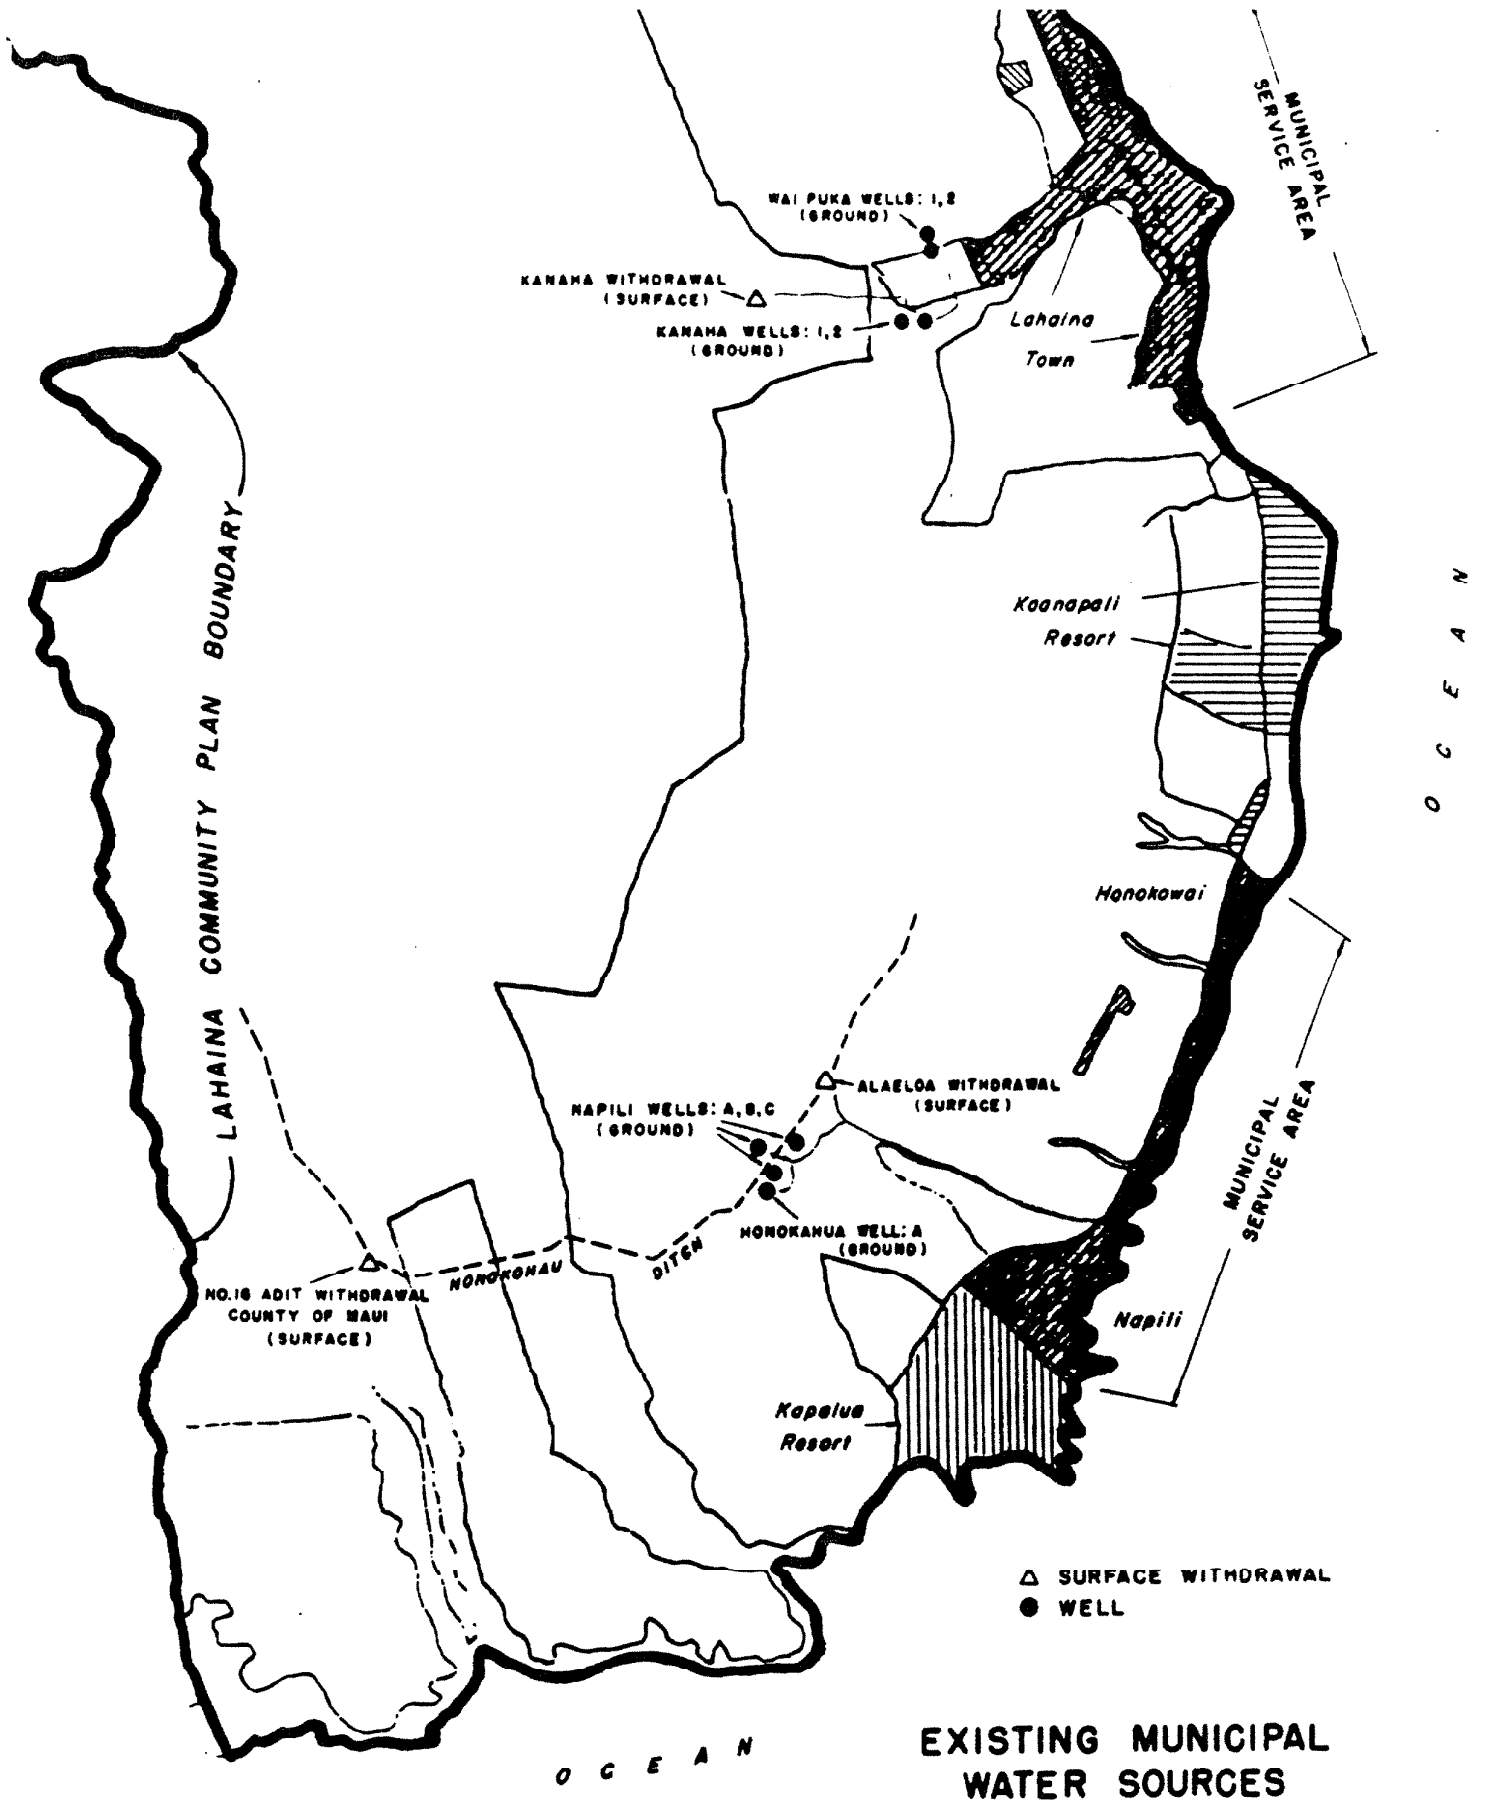 MUNICIPAL
SERVICE AREA
WAI PUKA WELLS: 1,2
(GROUND)
KANAHA WITHDRAWAL
(SURFACE)
KANAHA WELLS: 1,2
(GROUND)
Lahaina
Town
LAHAINA COMMUNITY PLAN BOUNDARY
Kaanapali
Resort
OCEAN
Honokowai
ALAELOA WITHDRAWAL
(SURFACE)
NAPILI WELLS: A,B,C
(GROUND)
MUNICIPAL
SERVICE AREA
HONOKAHUA WELL: A
(GROUND)
HONOKOHAU DITCH
NO.16 ADIT WITHDRAWAL
COUNTY OF MAUI
(SURFACE)
Napili
Kapalua
Resort
SURFACE WITHDRAWAL
WELL
OCEAN
EXISTING MUNICIPAL
WATER SOURCES